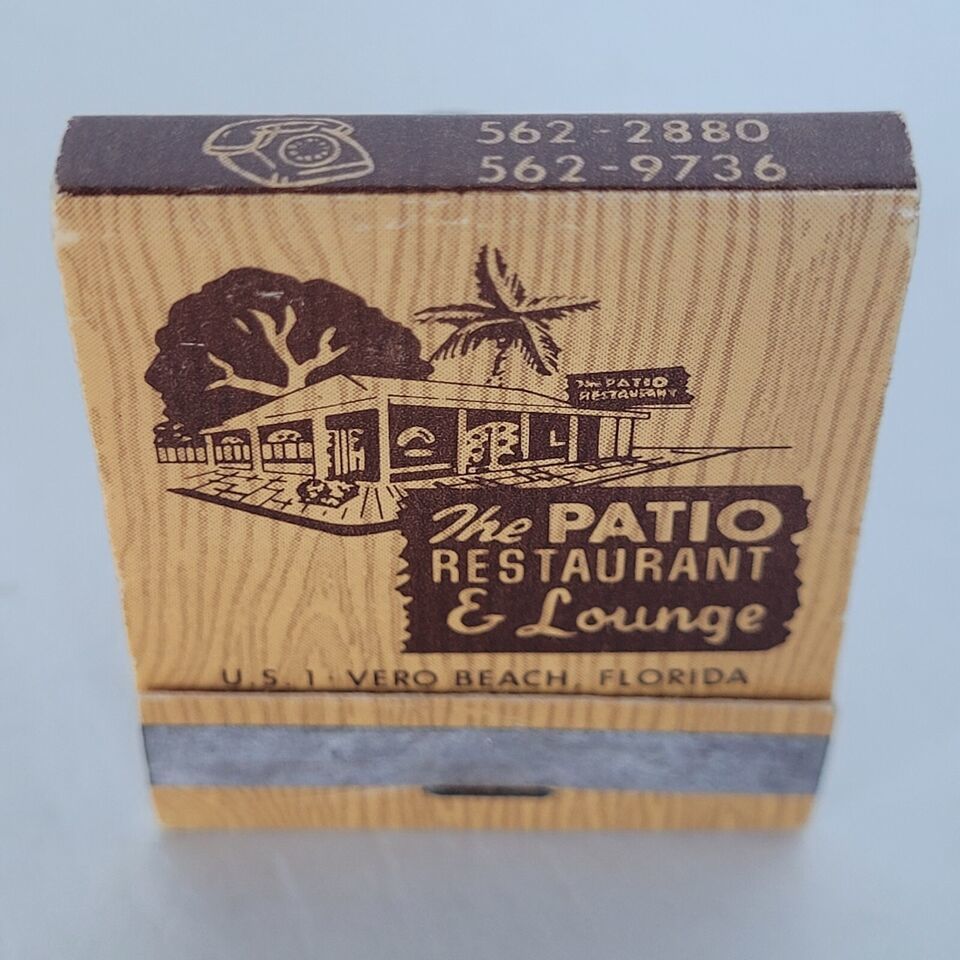 562-2880
562-9736
The PATIO
RESTAURANT
The PATIO
RESTAURANT
& Lounge
U.S. 1 · VERO BEACH, FLORIDA